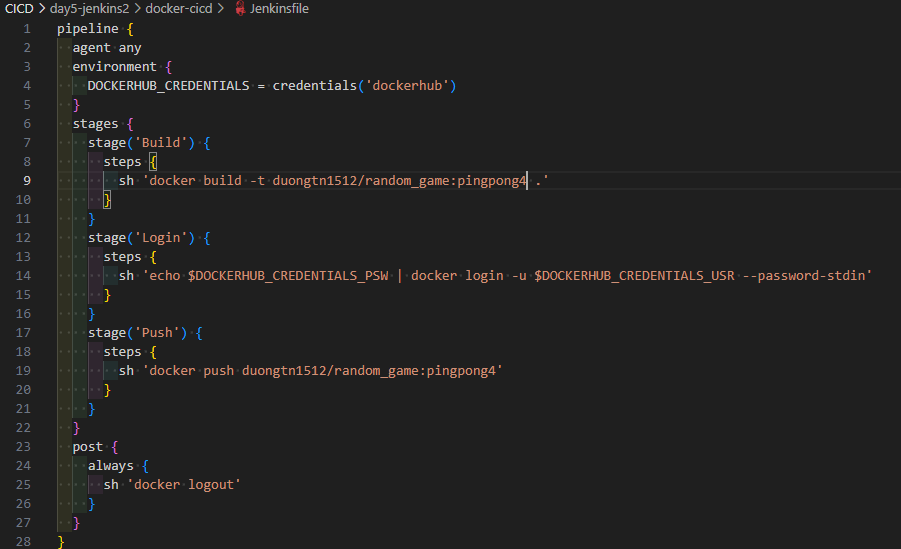 CICD > day5-jenkins2 > docker-cicd > Jenkinsfile
1 pipeline {
2 agent any
3 environment {
4 DOCKERHUB_CREDENTIALS = credentials('dockerhub')
5 }
6 stages {
7 stage('Build') {
8 steps {
9 sh 'docker build -t duongtn1512/random_game:pingpong4 .'
10 }
11 }
12 stage('Login') {
13 steps {
14 sh 'echo $DOCKERHUB_CREDENTIALS_PSW | docker login -u $DOCKERHUB_CREDENTIALS_USR --password-stdin'
15 }
16 }
17 stage('Push') {
18 steps {
19 sh 'docker push duongtn1512/random_game:pingpong4'
20 }
21 }
22 }
23 post {
24 always {
25 sh 'docker logout'
26 }
27 }
28 }